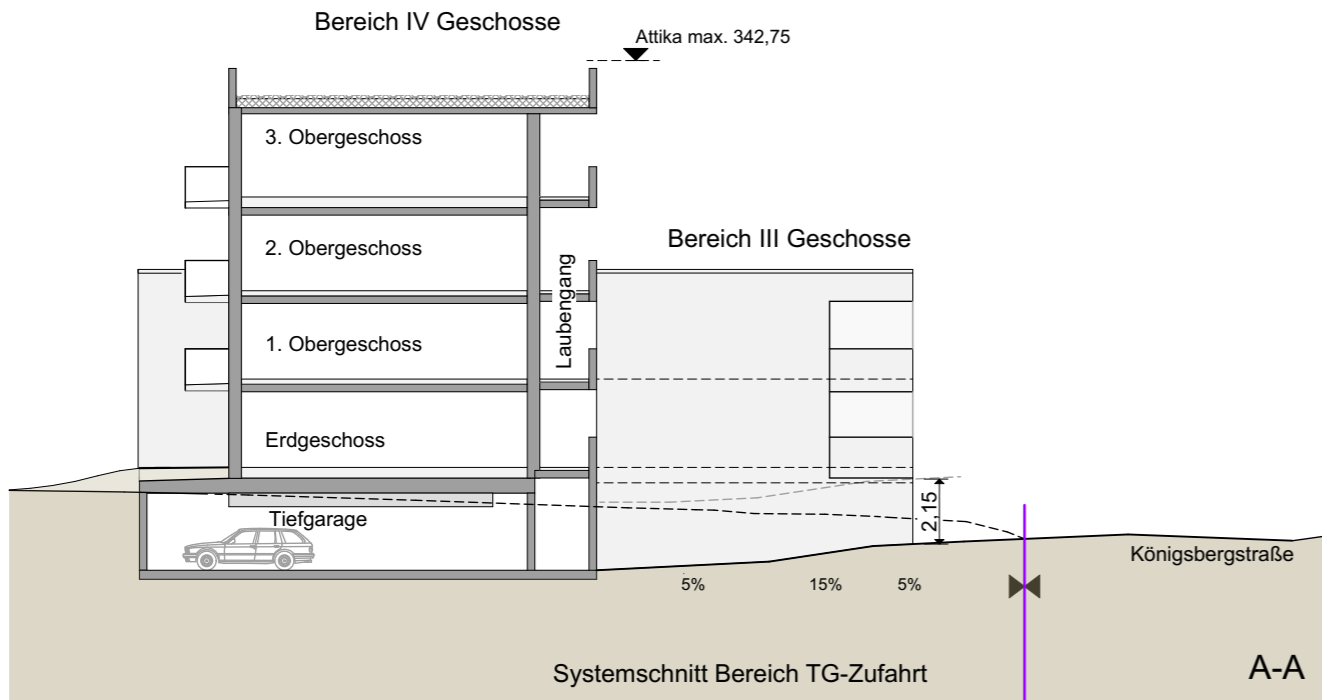 Bereich IV Geschosse
Attika max. 342,75
3. Obergeschoss
2. Obergeschoss
Bereich III Geschosse
Laubengang
1. Obergeschoss
Erdgeschoss
Tiefgarage
2,15
Königsbergstraße
5%
15%
5%
Systemschnitt Bereich TG-Zufahrt
A-A